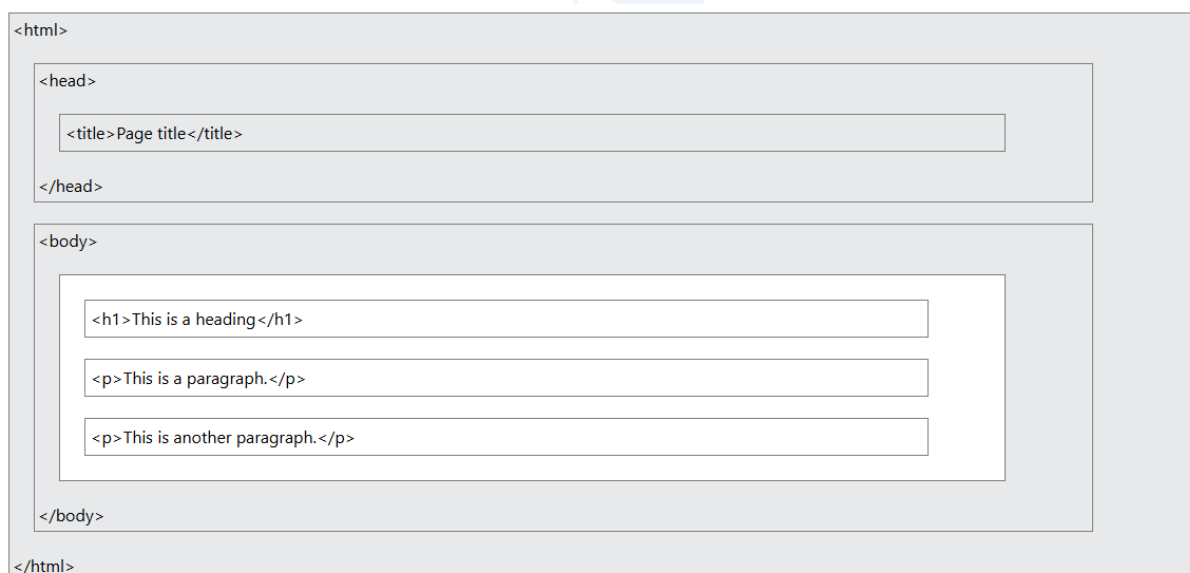 <html>
<head>
<title>Page title</title>
</head>
<body>
<h1>This is a heading</h1>
<p>This is a paragraph.</p>
<p>This is another paragraph.</p>
</body>
</html>